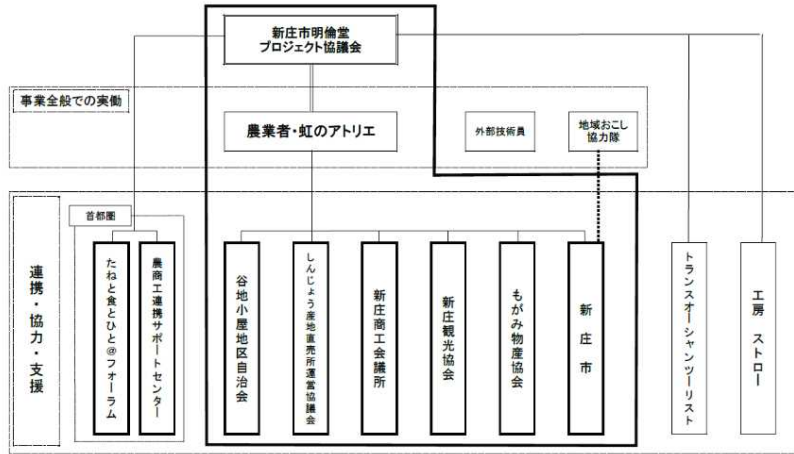 新庄市明倫堂
プロジェクト協議会
事業全般での実働
農業者・虹のアトリエ
外部技術員
地域おこし
協力隊
連携・協力・支援
首都圏
たねと食とひと@フォーラム
農商工連携サポートセンター
谷地小屋地区自治会
しんじょう産地直売所運営協議会
新庄商工会議所
新庄観光協会
もがみ物産協会
新庄市
トランスオーシャンツーリスト
工房 ストロー